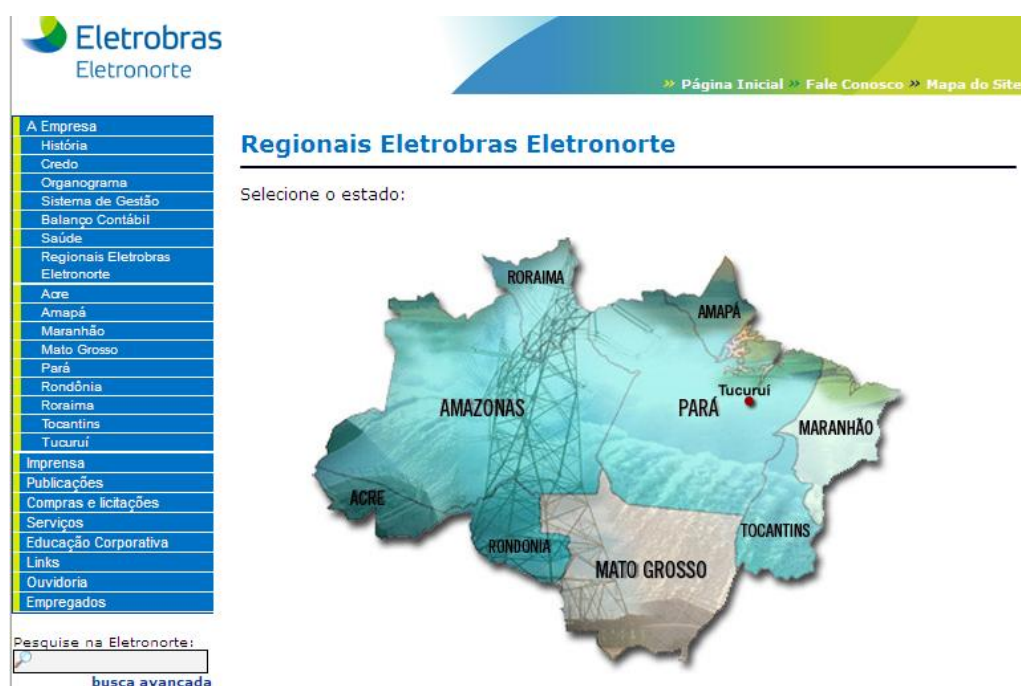 Eletrobras
Eletronorte
» Página Inicial » Fale Conosco » Mapa do Site
A Empresa
História
Credo
Organograma
Sistema de Gestão
Balanço Contábil
Saúde
Regionais Eletrobras
Eletronorte
Acre
Amapá
Maranhão
Mato Grosso
Pará
Rondônia
Roraima
Tocantins
Tucuruí
Imprensa
Publicações
Compras e licitações
Serviços
Educação Corporativa
Links
Ouvidoria
Empregados
Pesquise na Eletronorte:
busca avançada
Regionais Eletrobras Eletronorte
Selecione o estado:
RORAIMA
AMAPÁ
AMAZONAS
PARÁ
Tucuruí
MARANHÃO
ACRE
RONDONIA
TOCANTINS
MATO GROSSO